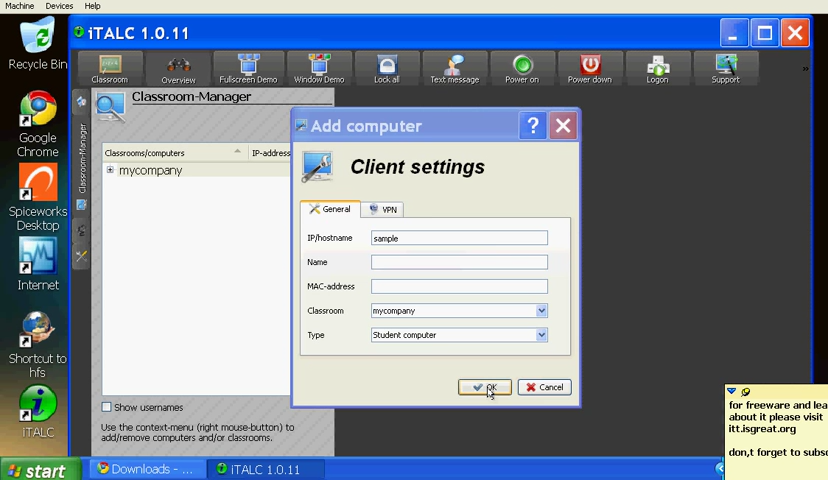 Machine Devices Help
iTALC 1.0.11
Recycle Bin
Google Chrome
Spiceworks Desktop
Internet
Shortcut to hfs
iTALC
Classroom Overview Fullscreen Demo Window Demo Lock all Text message Power on Power down Logon Support »
Classroom-Manager
Classroom-Manager
Classrooms/computers IP-address
mycompany
Show usernames
Use the context-menu (right mouse-button) to
add/remove computers and/or classrooms.
Add computer
Client settings
General VPN
IP/hostname sample
Name
MAC-address
Classroom mycompany
Type Student computer
OK Cancel
for freeware and lea
about it please visit
itt.isgreat.org
don,t forget to subsc
start Downloads - ... iTALC 1.0.11